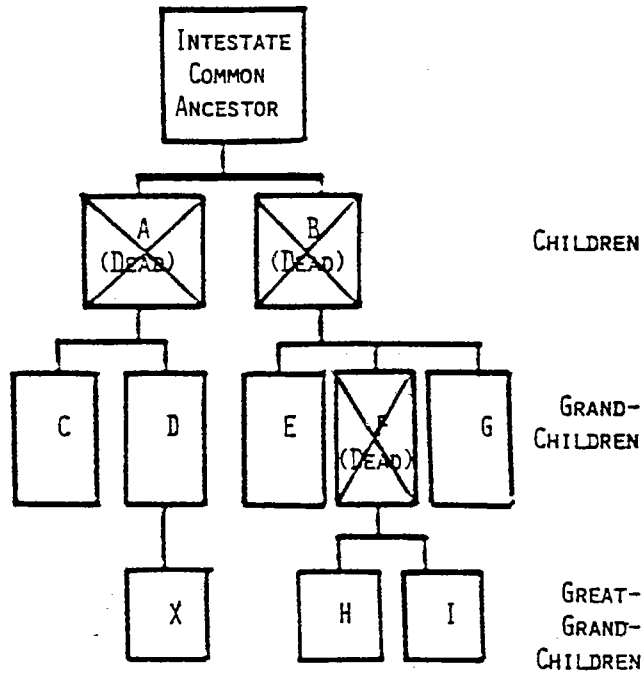 INTESTATE
COMMON
ANCESTOR
A
(DEAD)
B
(DEAD)
CHILDREN
C
D
E
F
(DEAD)
G
GRAND-
CHILDREN
X
H
I
GREAT-
GRAND-
CHILDREN